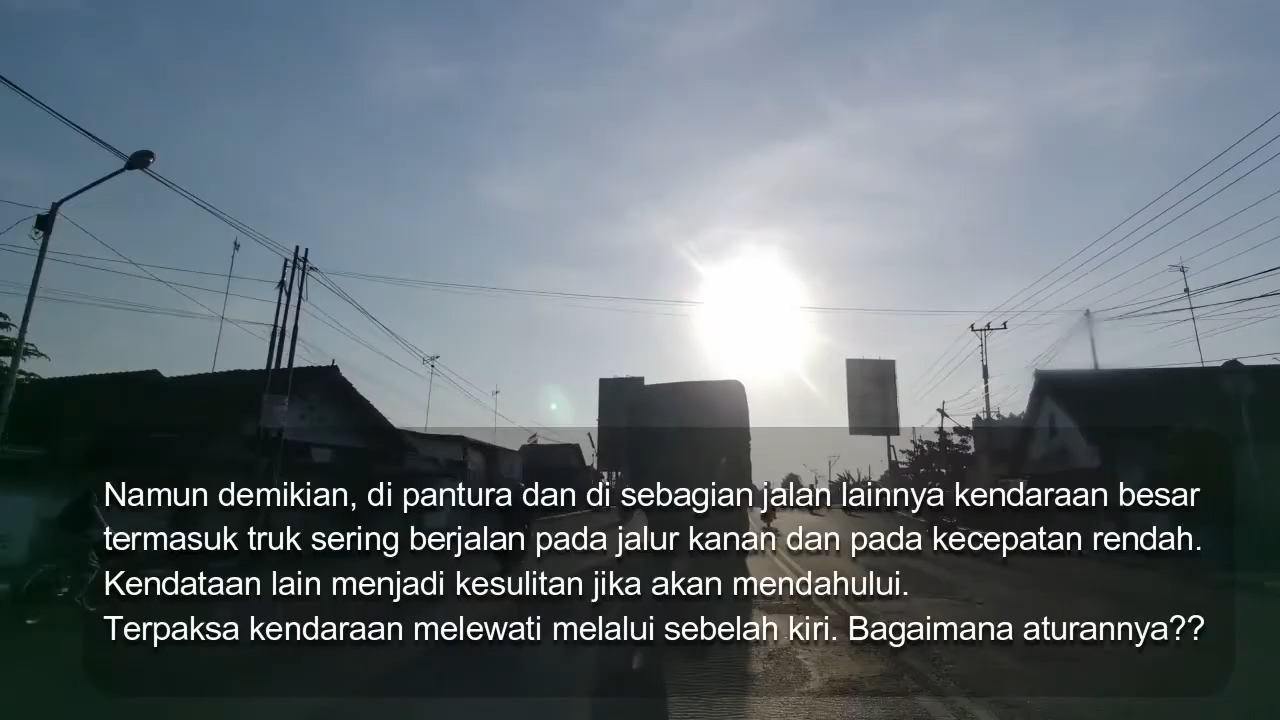 Namun demikian, di pantura dan di sebagian jalan lainnya kendaraan besar
termasuk truk sering berjalan pada jalur kanan dan pada kecepatan rendah.
Kendataan lain menjadi kesulitan jika akan mendahului.
Terpaksa kendaraan melewati melalui sebelah kiri. Bagaimana aturannya??